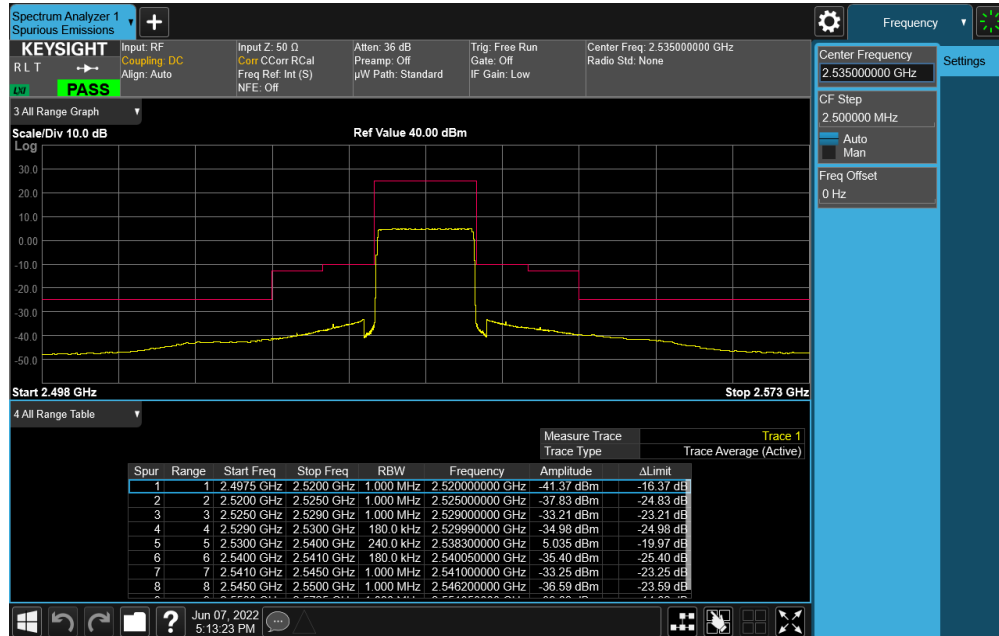 Spectrum Analyzer 1
Spurious Emissions
+
Frequency
KEYSIGHT
R L T
LXI
PASS
Input: RF
Coupling: DC
Align: Auto
Input Z: 50 Ω
Corr CCorr RCal
Freq Ref: Int (S)
NFE: Off
Atten: 36 dB
Preamp: Off
µW Path: Standard
Trig: Free Run
Gate: Off
IF Gain: Low
Center Freq: 2.535000000 GHz
Radio Std: None
Center Frequency
2.535000000 GHz
Settings
CF Step
2.500000 MHz
Auto
Man
Freq Offset
0 Hz
3 All Range Graph
Scale/Div 10.0 dB
Ref Value 40.00 dBm
Log
30.0
20.0
10.0
0.00
-10.0
-20.0
-30.0
-40.0
-50.0
Start 2.498 GHz
Stop 2.573 GHz
4 All Range Table
Measure Trace Trace 1
Trace Type Trace Average (Active)
Spur Range Start Freq Stop Freq RBW Frequency Amplitude ΔLimit
1 1 2.4975 GHz 2.5200 GHz 1.000 MHz 2.520000000 GHz -41.37 dBm -16.37 dB
2 2 2.5200 GHz 2.5250 GHz 1.000 MHz 2.525000000 GHz -37.83 dBm -24.83 dB
3 3 2.5250 GHz 2.5290 GHz 1.000 MHz 2.529000000 GHz -33.21 dBm -23.21 dB
4 4 2.5290 GHz 2.5300 GHz 180.0 kHz 2.529990000 GHz -34.98 dBm -24.98 dB
5 5 2.5300 GHz 2.5400 GHz 240.0 kHz 2.538300000 GHz 5.035 dBm -19.97 dB
6 6 2.5400 GHz 2.5410 GHz 180.0 kHz 2.540050000 GHz -35.40 dBm -25.40 dB
7 7 2.5410 GHz 2.5450 GHz 1.000 MHz 2.541000000 GHz -33.25 dBm -23.25 dB
8 8 2.5450 GHz 2.5500 GHz 1.000 MHz 2.546200000 GHz -36.59 dBm -23.59 dB
?
Jun 07, 2022
5:13:23 PM